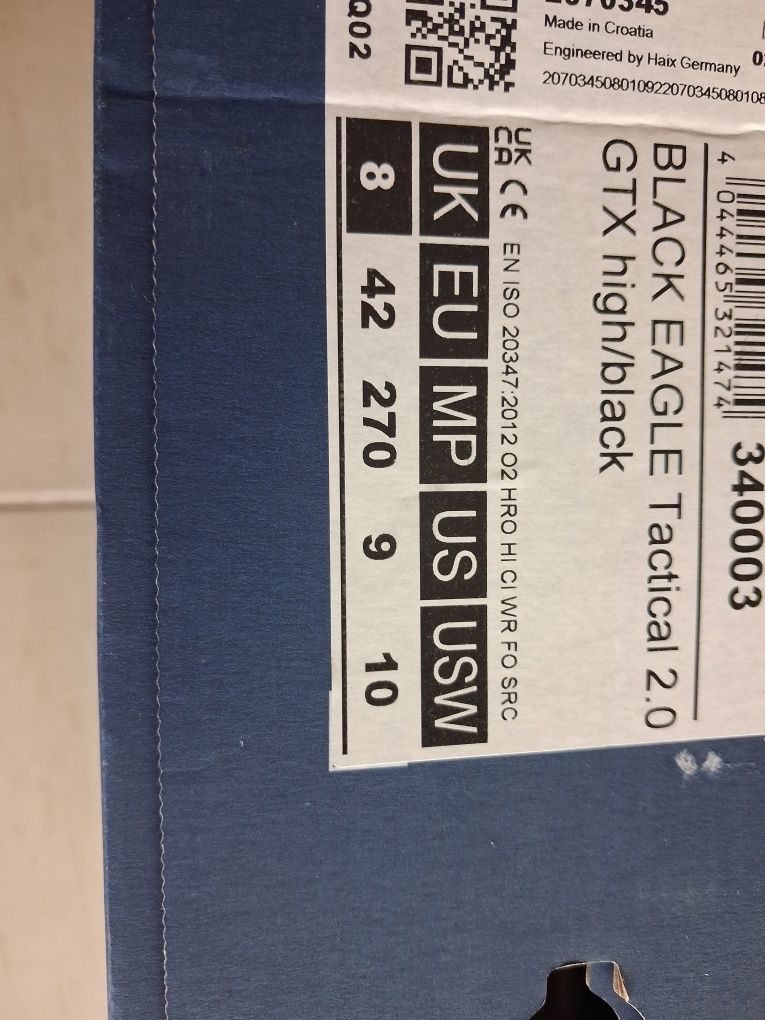 Made in Croatia
Engineered by Haix Germany
Q02
4 044465 321474
340003
BLACK EAGLE Tactical 2.0
GTX high/black
UK
CA CE EN ISO 20347:2012 O2 HRO HI CI WR FO SRC
UK EU MP US USW
8 42 270 9 10